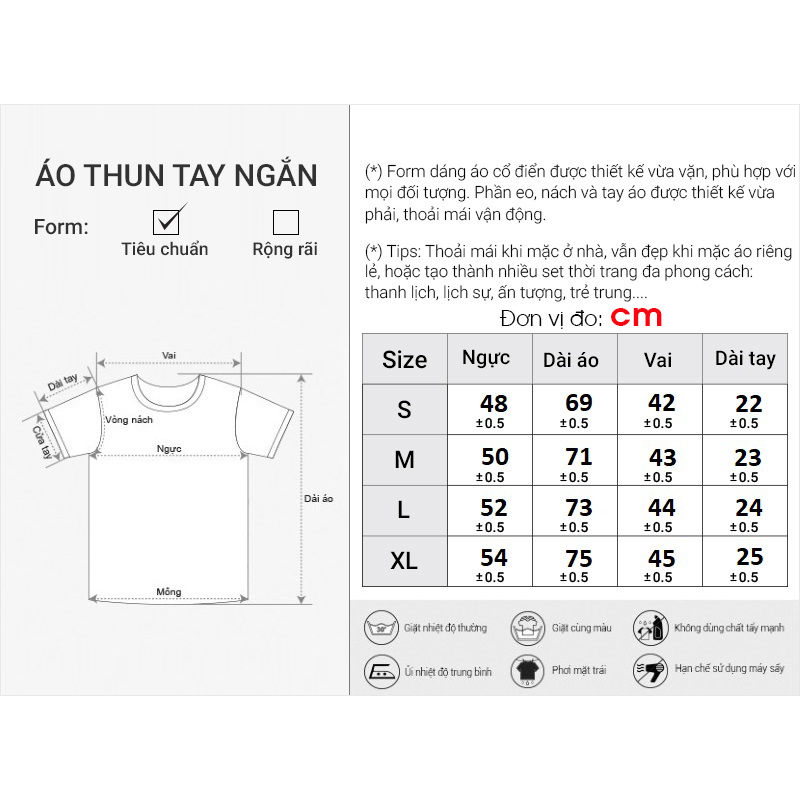 ÁO THUN TAY NGẮN
Form:
Tiêu chuẩn
Rộng rãi
Vai
Dài tay
Vòng nách
Cửa tay
Ngực
Dài áo
Mông
(*) Form dáng áo cổ điển được thiết kế vừa vặn, phù hợp với
mọi đối tượng. Phần eo, nách và tay áo được thiết kế vừa
phải, thoải mái vận động.
(*) Tips: Thoải mái khi mặc ở nhà, vẫn đẹp khi mặc áo riêng
lẻ, hoặc tạo thành nhiều set thời trang đa phong cách:
thanh lịch, lịch sự, ấn tượng, trẻ trung....
Đơn vị đo: cm
Size Ngực Dài áo Vai Dài tay
S 48 69 42 22
±0.5 ±0.5 ±0.5 ±0.5
M 50 71 43 23
±0.5 ±0.5 ±0.5 ±0.5
L 52 73 44 24
±0.5 ±0.5 ±0.5 ±0.5
XL 54 75 45 25
±0.5 ±0.5 ±0.5 ±0.5
30° Giặt nhiệt độ thường Giặt cùng màu Không dùng chất tẩy mạnh
Ủi nhiệt độ trung bình Phơi mặt trái Hạn chế sử dụng máy sấy